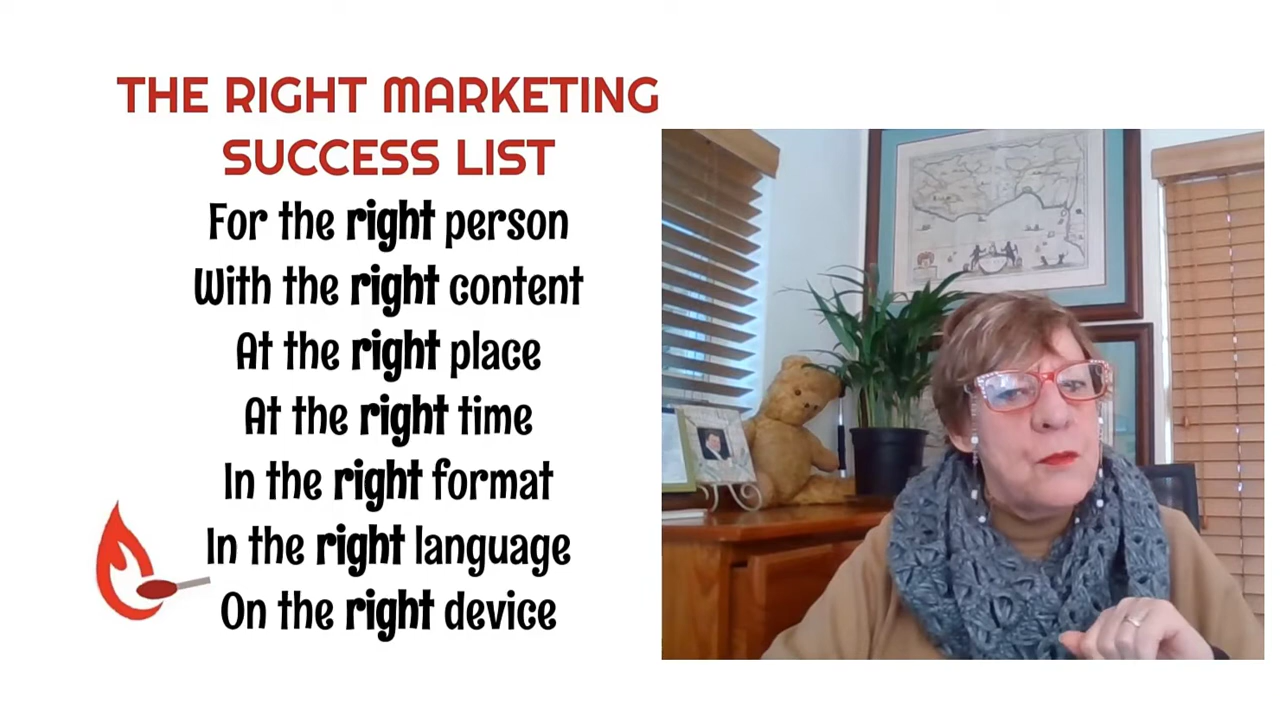 THE RIGHT MARKETING
SUCCESS LIST
For the right person
With the right content
At the right place
At the right time
In the right format
In the right language
On the right device